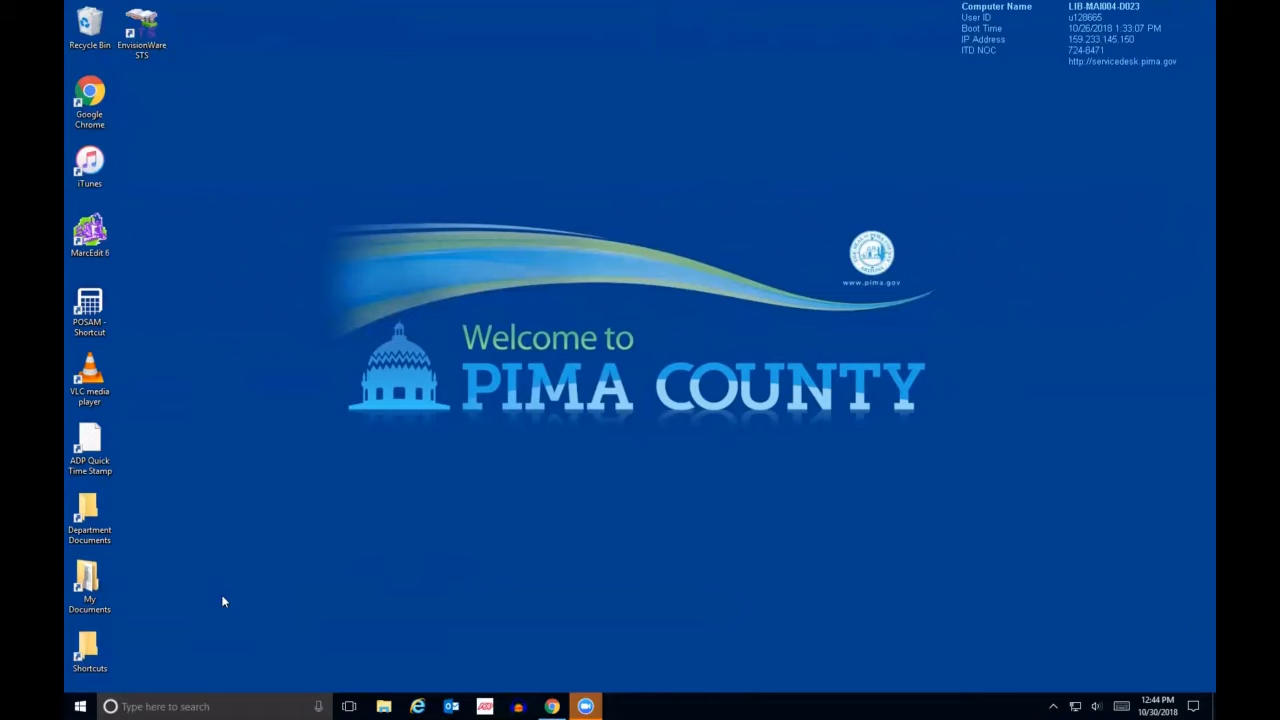 Computer Name LIB-MAI004-D023
User ID u128665
Boot Time 10/26/2018 1:33:07 PM
IP Address 159.233.145.150
ITD NOC 724-8471
http://servicedesk.pima.gov
Recycle Bin
EnvisionWare
STS
Google
Chrome
iTunes
MarcEdit 6
POSAM -
Shortcut
VLC media
player
ADP Quick
Time Stamp
Department
Documents
My
Documents
Shortcuts
www.pima.gov
Welcome to
PIMA COUNTY
Type here to search
ADP
12:44 PM
10/30/2018